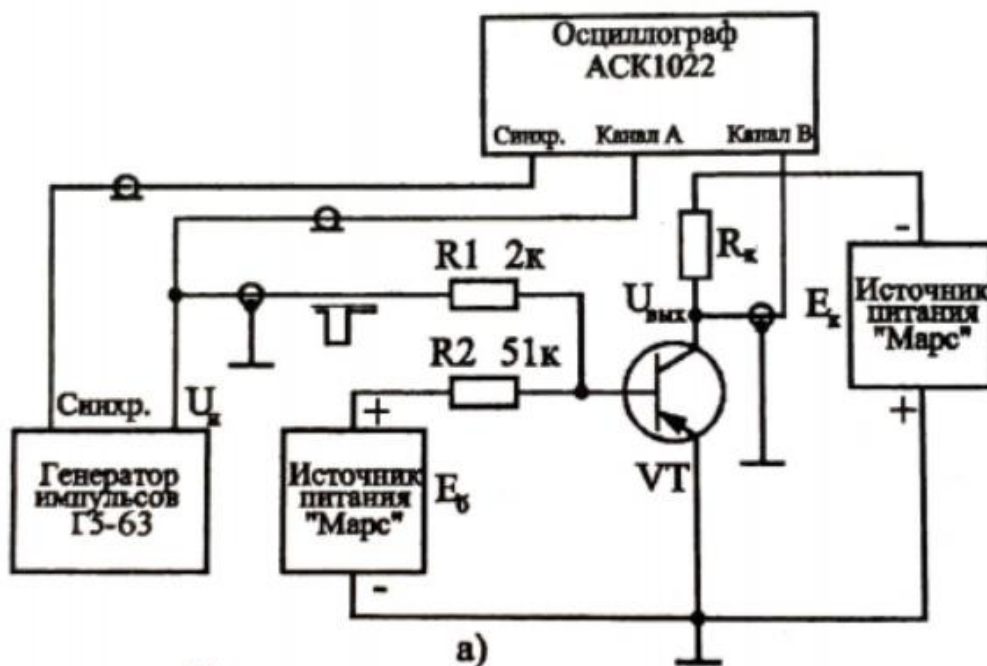 Осциллограф
АСК1022
Синхр. Канал А Канал В
R1 2к
Rк
Uвых
Eк
Источник
питания
"Марс"
-
+
R2 51к
Синхр. Uк
+
VT
Генератор
импульсов
Г5-63
Источник
питания
"Марс"
Eб
-
а)